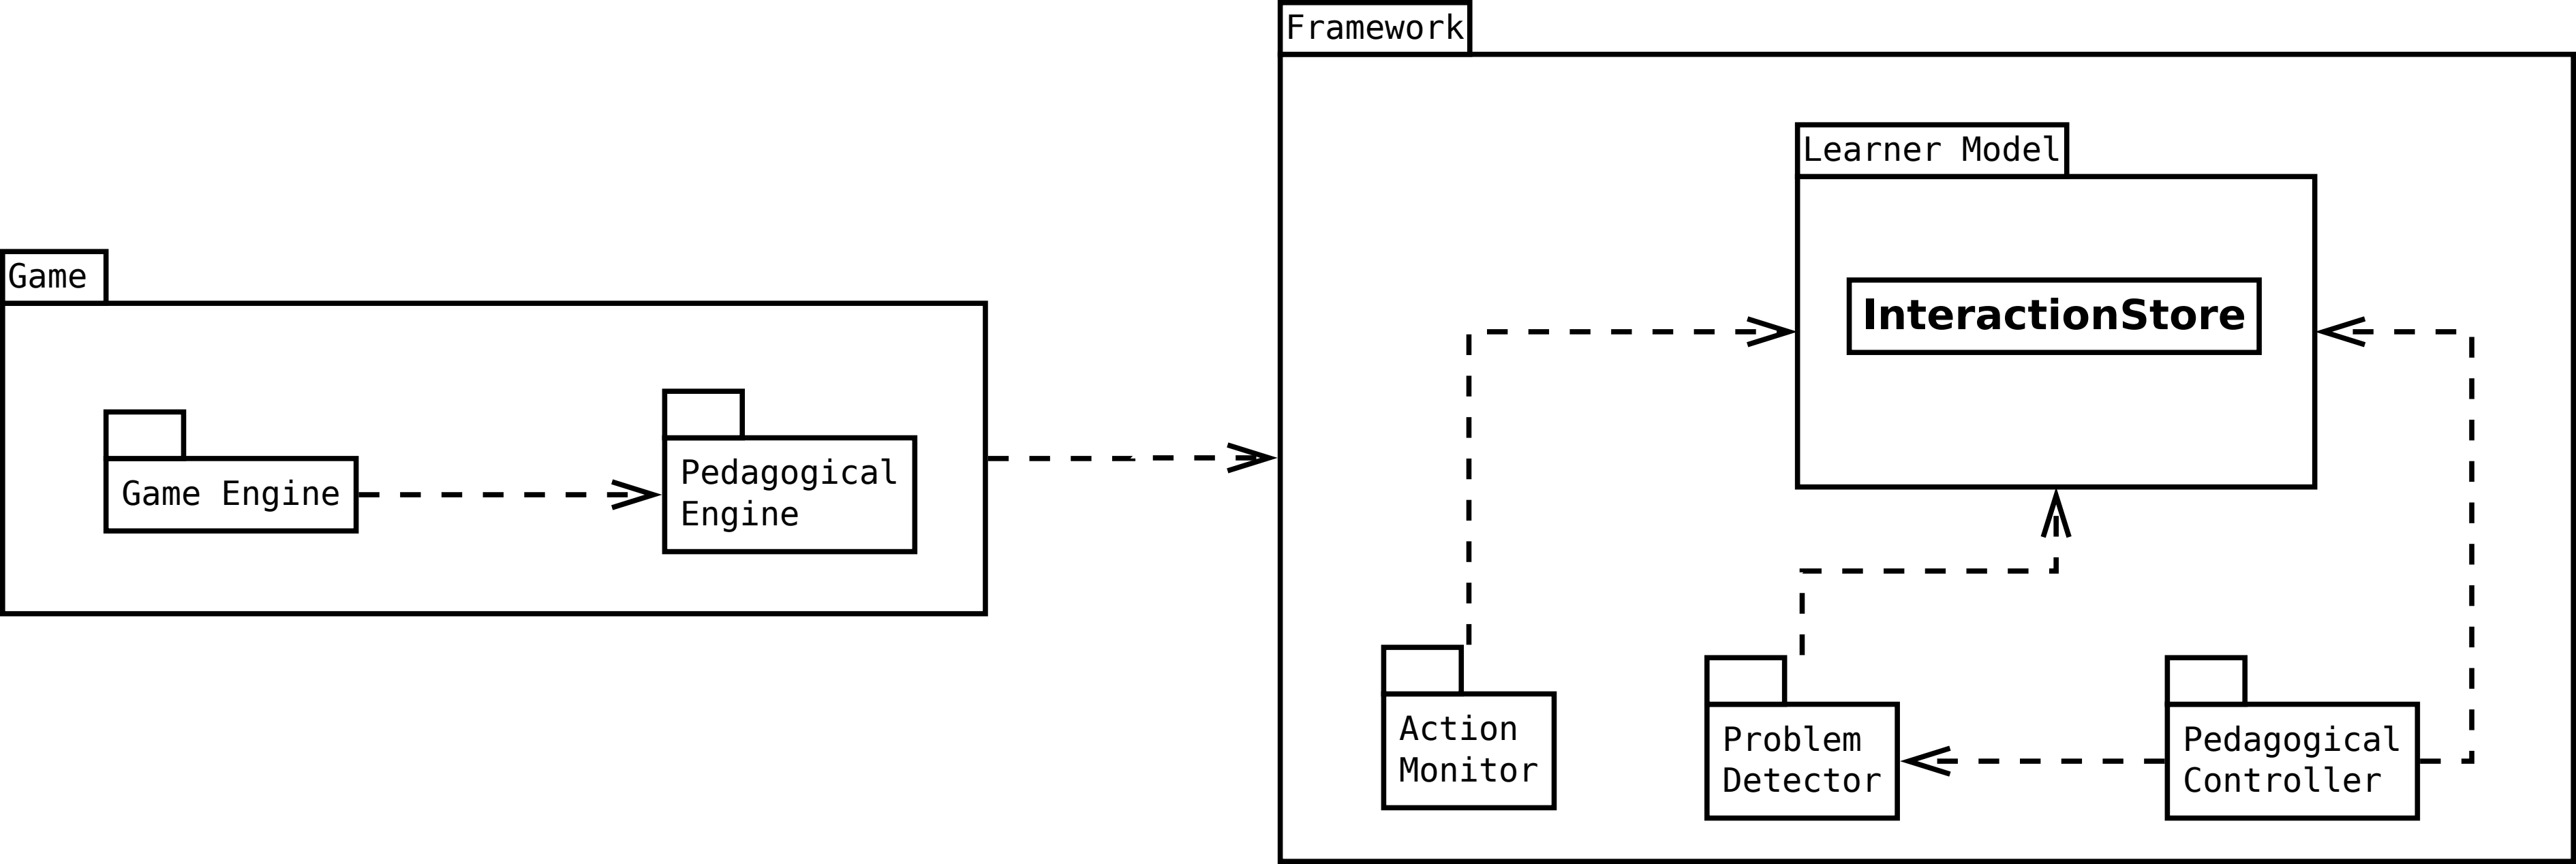 Framework
Learner Model
InteractionStore
Game
Game Engine
Pedagogical
Engine
Action
Monitor
Problem
Detector
Pedagogical
Controller